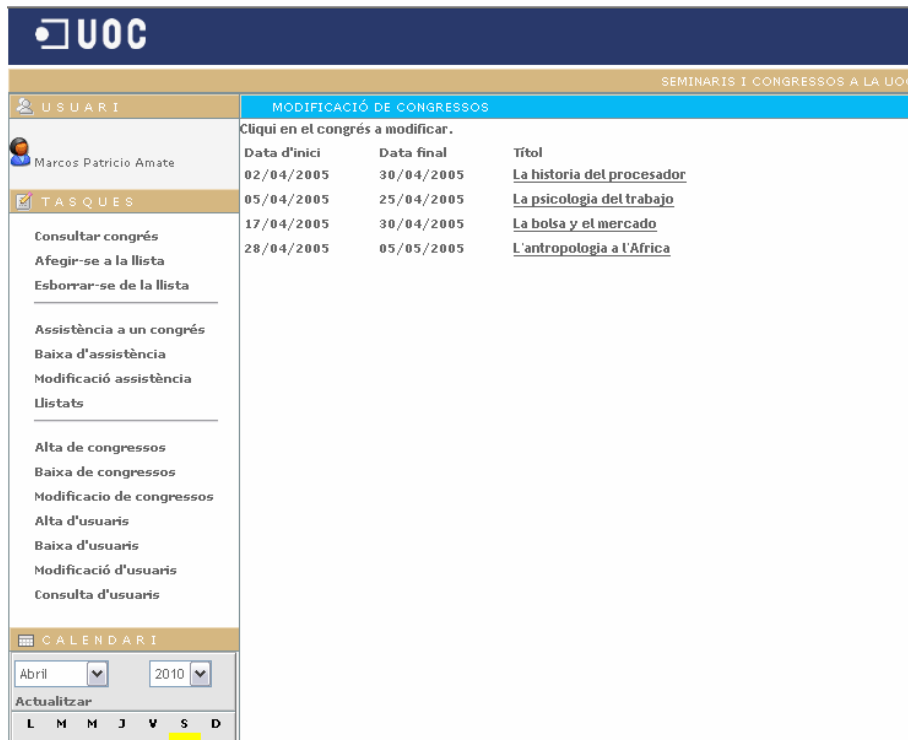 UOC
SEMINARIS I CONGRESSOS A LA UOC
USUARI
Marcos Patricio Amate
TASQUES
Consultar congrés
Afegir-se a la llista
Esborrar-se de la llista
Assistència a un congrés
Baixa d'assistència
Modificació assistència
Llistats
Alta de congressos
Baixa de congressos
Modificacio de congressos
Alta d'usuaris
Baixa d'usuaris
Modificació d'usuaris
Consulta d'usuaris
CALENDARI
Abril 2010
Actualitzar
L M M J V S D
MODIFICACIÓ DE CONGRESSOS
Cliqui en el congrés a modificar.
Data d'inici Data final Títol
02/04/2005 30/04/2005 La historia del procesador
05/04/2005 25/04/2005 La psicologia del trabajo
17/04/2005 30/04/2005 La bolsa y el mercado
28/04/2005 05/05/2005 L'antropologia a l'Africa